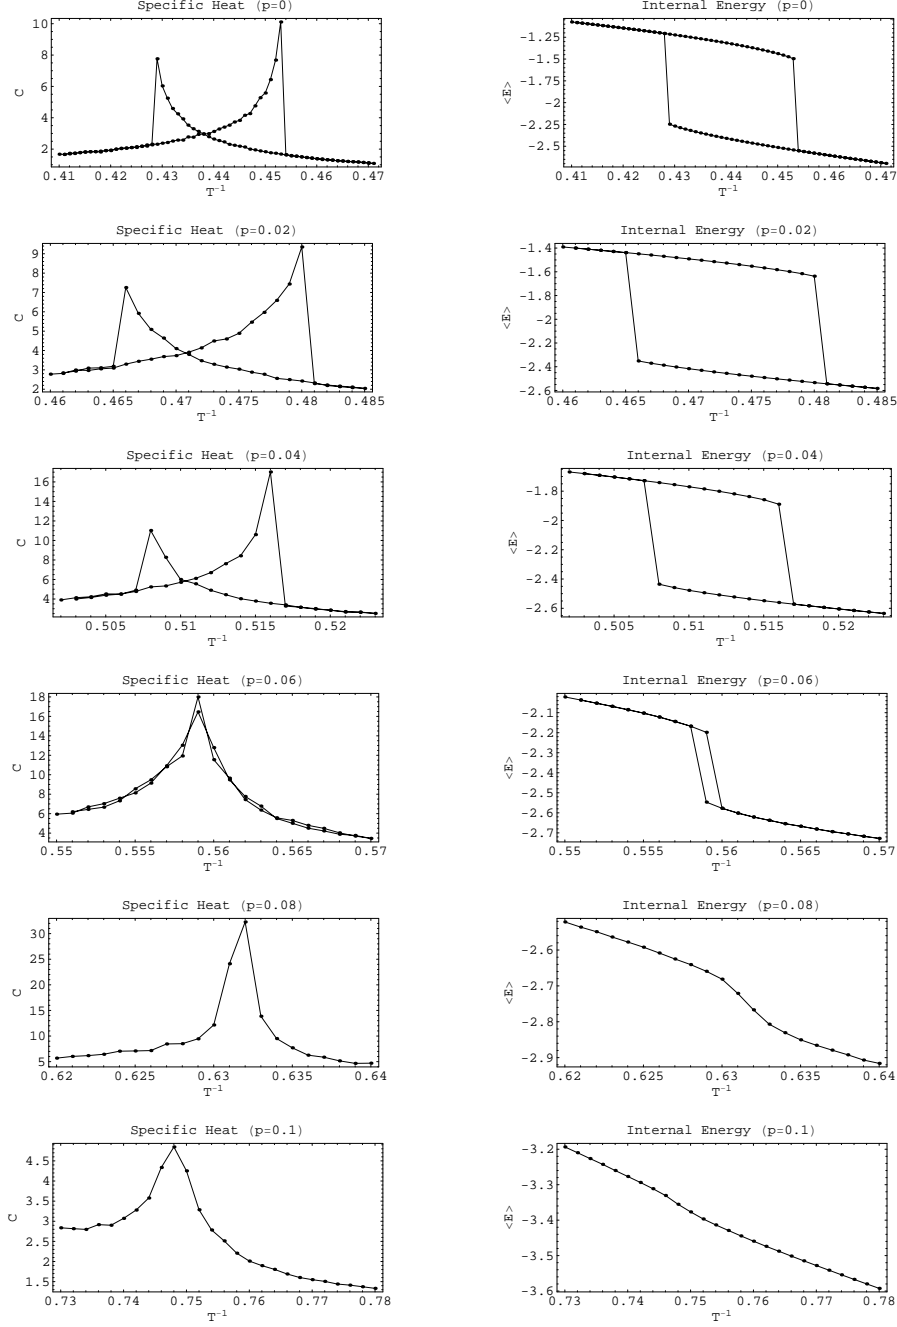 Specific Heat (p=0)
C
10
8
6
4
2
0.41 0.42 0.43 0.44 0.45 0.46 0.47
T⁻¹
Internal Energy (p=0)
<E>
-1.25
-1.5
-1.75
-2
-2.25
-2.5
0.41 0.42 0.43 0.44 0.45 0.46 0.47
T⁻¹
Specific Heat (p=0.02)
C
9
8
7
6
5
4
3
2
0.46 0.465 0.47 0.475 0.48 0.485
T⁻¹
Internal Energy (p=0.02)
<E>
-1.4
-1.6
-1.8
-2
-2.2
-2.4
-2.6
0.46 0.465 0.47 0.475 0.48 0.485
T⁻¹
Specific Heat (p=0.04)
C
16
14
12
10
8
6
4
0.505 0.51 0.515 0.52
T⁻¹
Internal Energy (p=0.04)
<E>
-1.8
-2
-2.2
-2.4
-2.6
0.505 0.51 0.515 0.52
T⁻¹
Specific Heat (p=0.06)
C
18
16
14
12
10
8
6
4
0.55 0.555 0.56 0.565 0.57
T⁻¹
Internal Energy (p=0.06)
<E>
-2.1
-2.2
-2.3
-2.4
-2.5
-2.6
-2.7
0.55 0.555 0.56 0.565 0.57
T⁻¹
Specific Heat (p=0.08)
C
30
25
20
15
10
5
0.62 0.625 0.63 0.635 0.64
T⁻¹
Internal Energy (p=0.08)
<E>
-2.6
-2.7
-2.8
-2.9
0.62 0.625 0.63 0.635 0.64
T⁻¹
Specific Heat (p=0.1)
C
4.5
4
3.5
3
2.5
2
1.5
0.73 0.74 0.75 0.76 0.77 0.78
T⁻¹
Internal Energy (p=0.1)
<E>
-3.2
-3.3
-3.4
-3.5
-3.6
0.73 0.74 0.75 0.76 0.77 0.78
T⁻¹